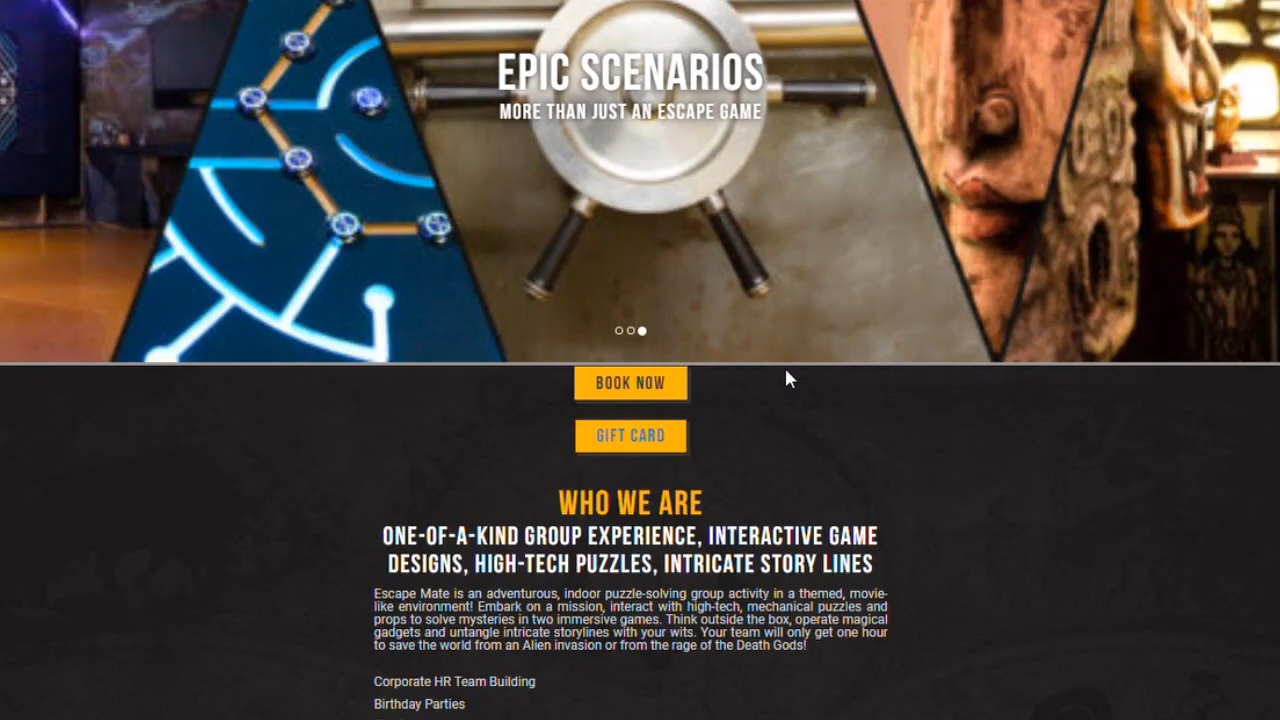 EPIC SCENARIOS
MORE THAN JUST AN ESCAPE GAME
BOOK NOW
GIFT CARD
WHO WE ARE
ONE-OF-A-KIND GROUP EXPERIENCE, INTERACTIVE GAME
DESIGNS, HIGH-TECH PUZZLES, INTRICATE STORY LINES
Escape Mate is an adventurous, indoor puzzle-solving group activity in a themed, movie-
like environment! Embark on a mission, interact with high-tech, mechanical puzzles and
props to solve mysteries in two immersive games. Think outside the box, operate magical
gadgets and untangle intricate storylines with your wits. Your team will only get one hour
to save the world from an Alien invasion or from the rage of the Death Gods!
Corporate HR Team Building
Birthday Parties